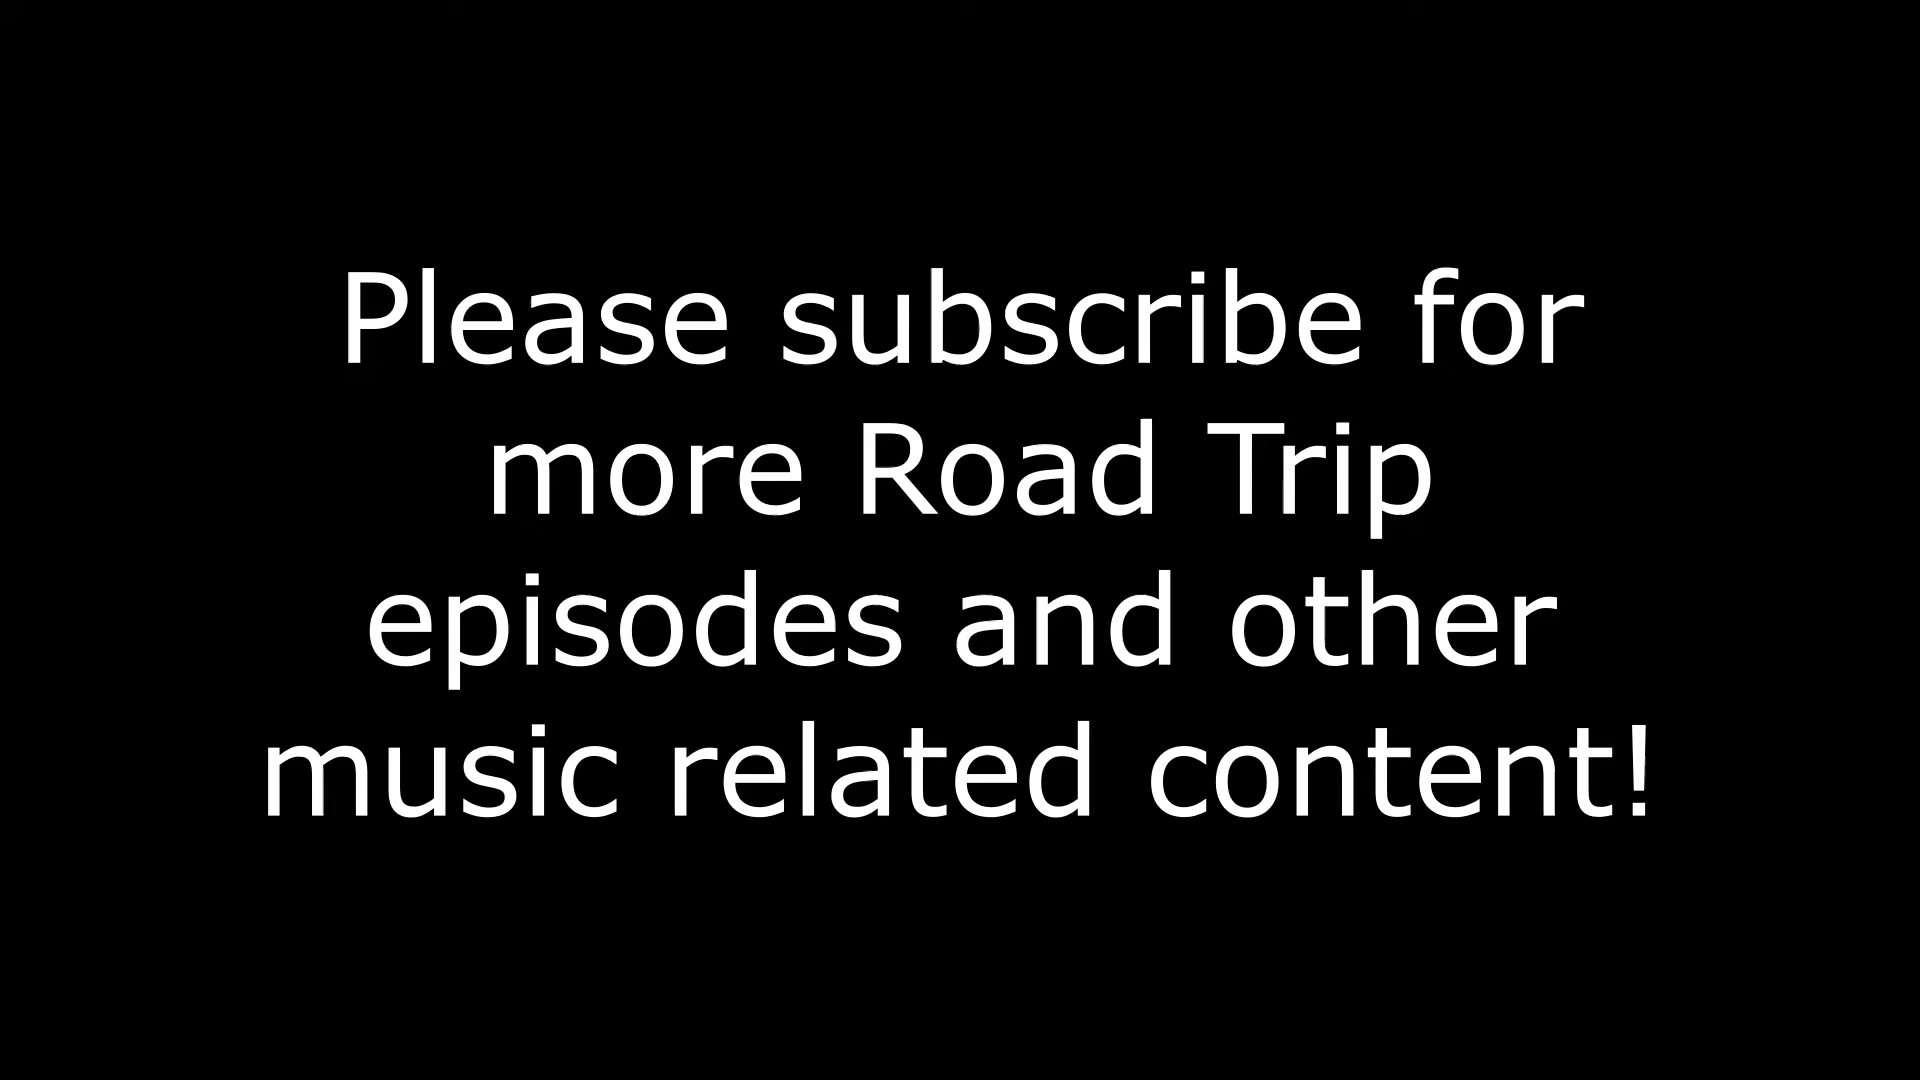 Please subscribe for
more Road Trip
episodes and other
music related content!